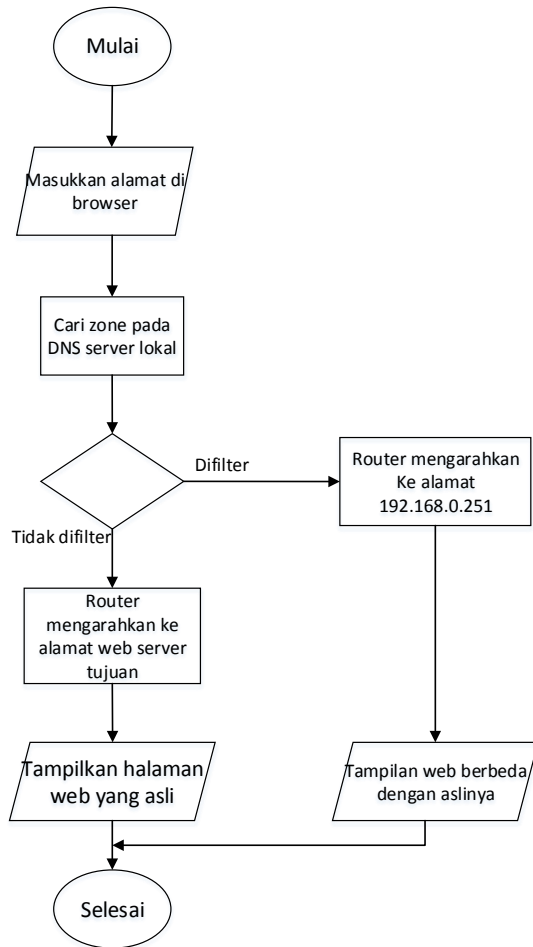 Mulai
Masukkan alamat di
browser
Cari zone pada
DNS server lokal
Difilter
Router mengarahkan
Ke alamat
192.168.0.251
Tidak difilter
Router
mengarahkan ke
alamat web server
tujuan
Tampilkan halaman
web yang asli
Tampilan web berbeda
dengan aslinya
Selesai